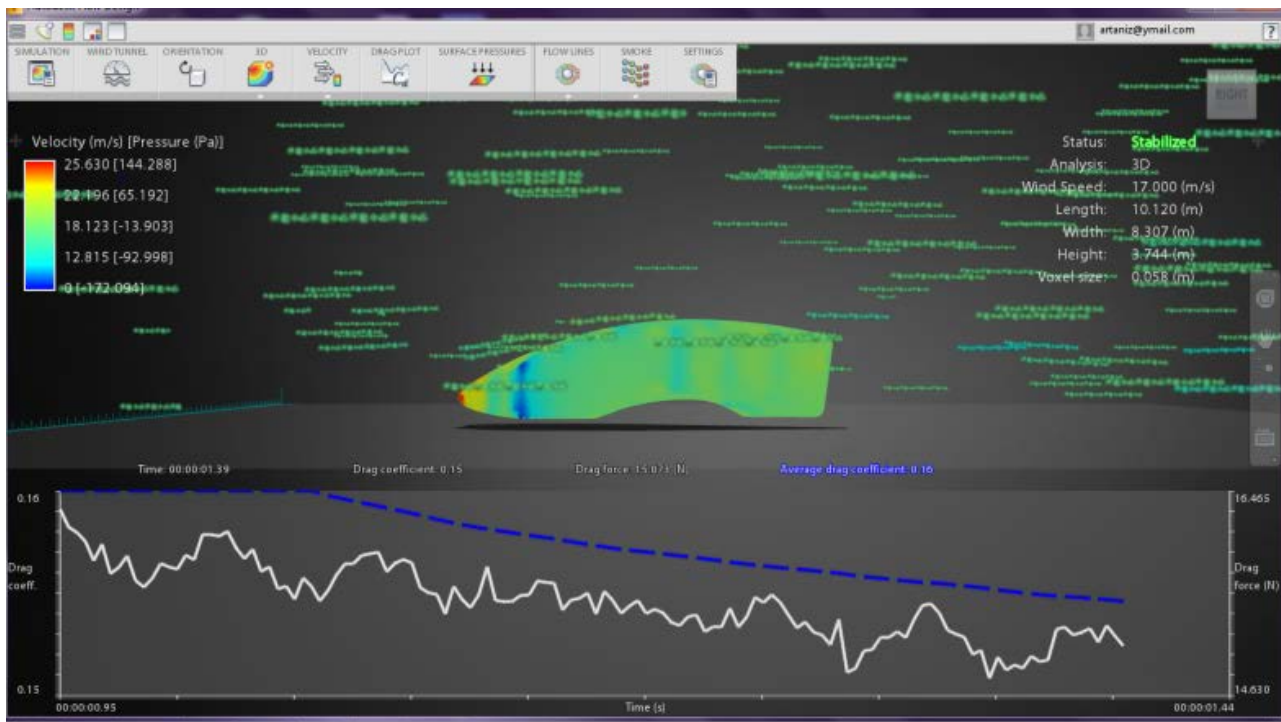 artaniz@ymail.com
?
SIMULATION WIND TUNNEL ORIENTATION 3D VELOCITY DRAG PLOT SURFACE PRESSURES FLOW LINES SMOKE SETTINGS
RIGHT
Velocity (m/s) [Pressure (Pa)]
25.630 [144.288]
22.196 [65.192]
18.123 [-13.903]
12.815 [-92.998]
0 [-172.094]
Status: Stabilized
Analysis: 3D
Wind Speed: 17.000 (m/s)
Length: 10.120 (m)
Width: 8.307 (m)
Height: 3.744 (m)
Voxel size: 0.058 (m)
Time: 00:00:01.39 Drag coefficient: 0.15 Drag force: 15.073 (N) Average drag coefficient: 0.16
0.16 16.465
Drag Drag
coeff. force (N)
0.15 14.630
00:00:00.95 Time (s) 00:00:01.44